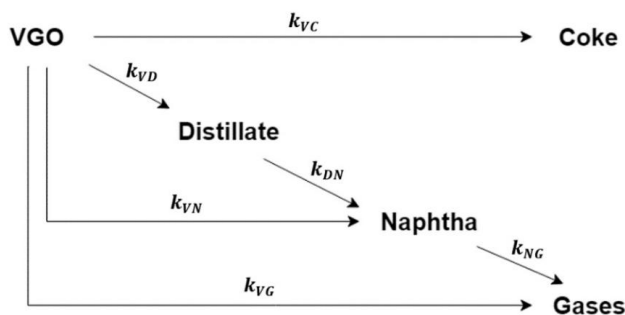 VGO
k_VC
Coke
k_VD
Distillate
k_DN
k_VN
Naphtha
k_NG
k_VG
Gases